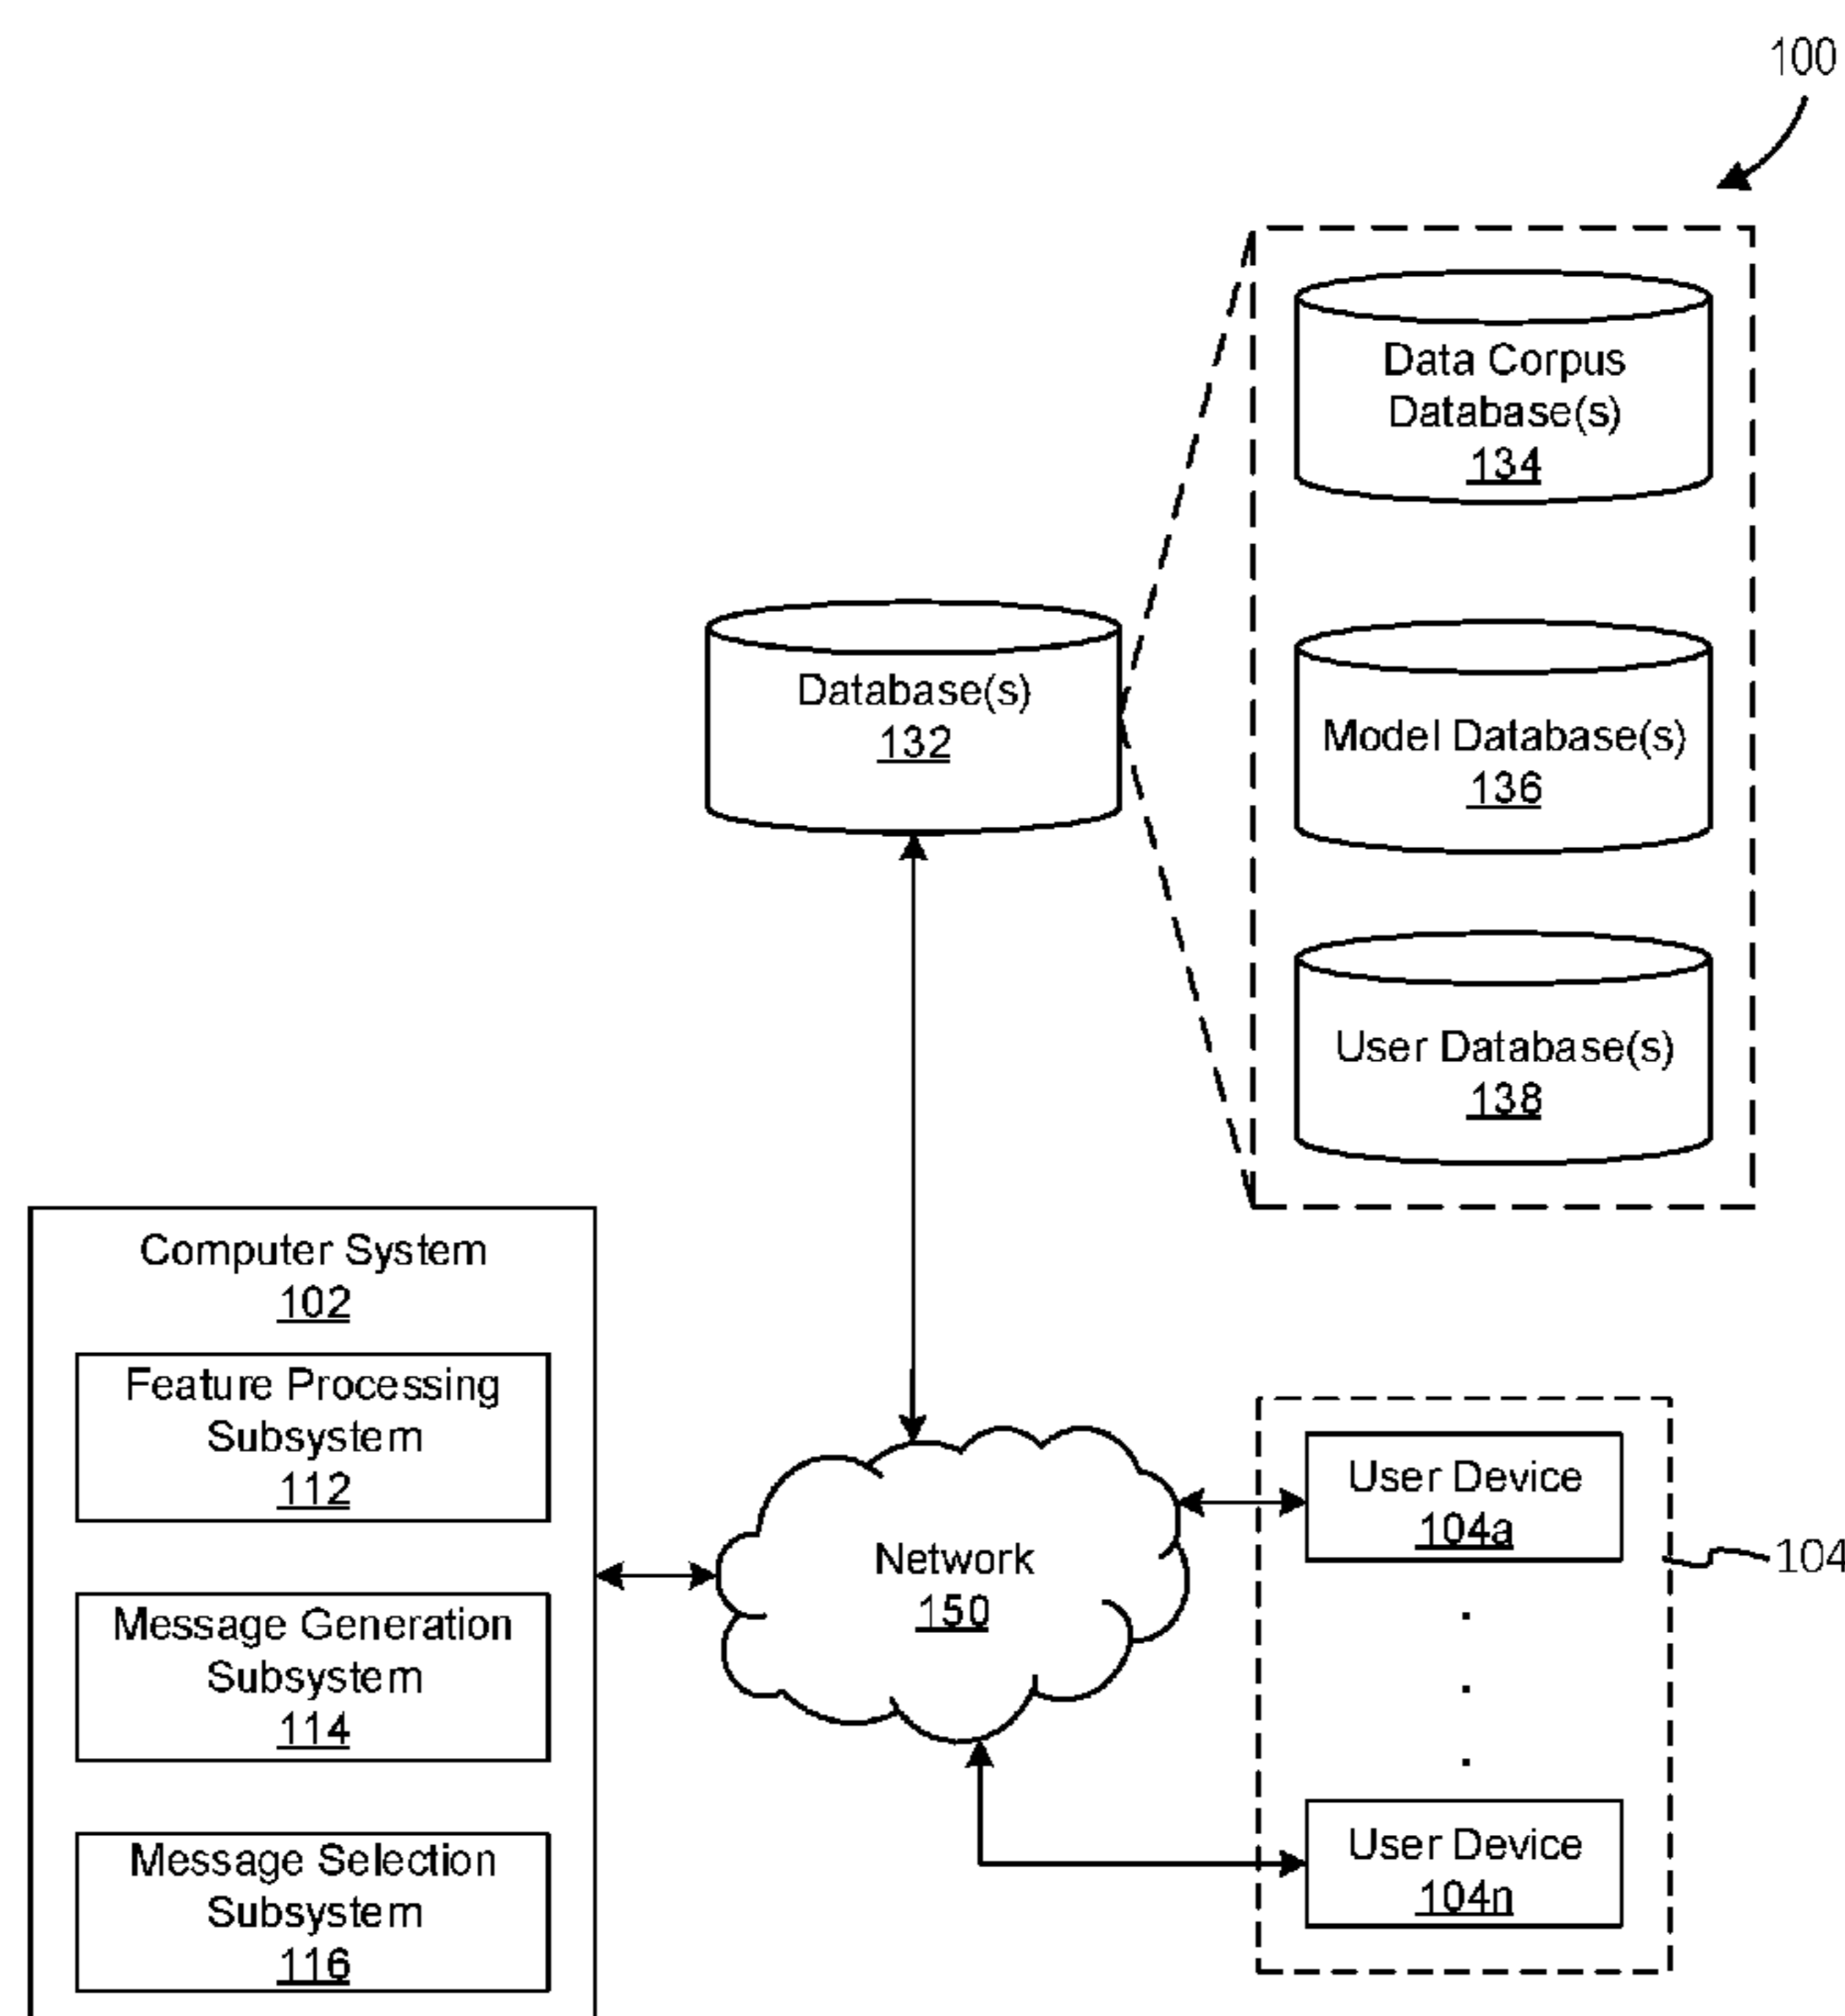 100
Data Corpus
Database(s)
134
Database(s)
132
Model Database(s)
136
User Database(s)
138
Computer System
102
Feature Processing
Subsystem
112
Message Generation
Subsystem
114
Message Selection
Subsystem
116
Network
150
User Device
104a
104
User Device
104n